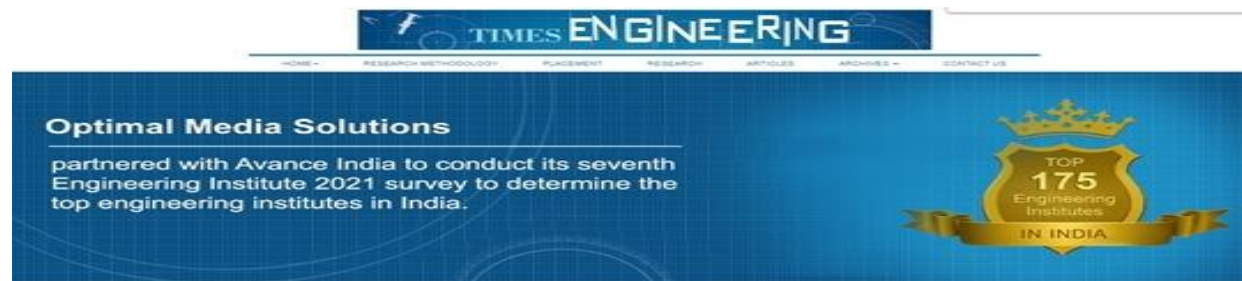 TIMES ENGINEERING
HOME RESEARCH METHODOLOGY PLACEMENT RESEARCH ARTICLES ARCHIVES CONTACT US
Optimal Media Solutions
partnered with Avance India to conduct its seventh
Engineering Institute 2021 survey to determine the
top engineering institutes in India.
TOP
175
Engineering
Institutes
IN INDIA